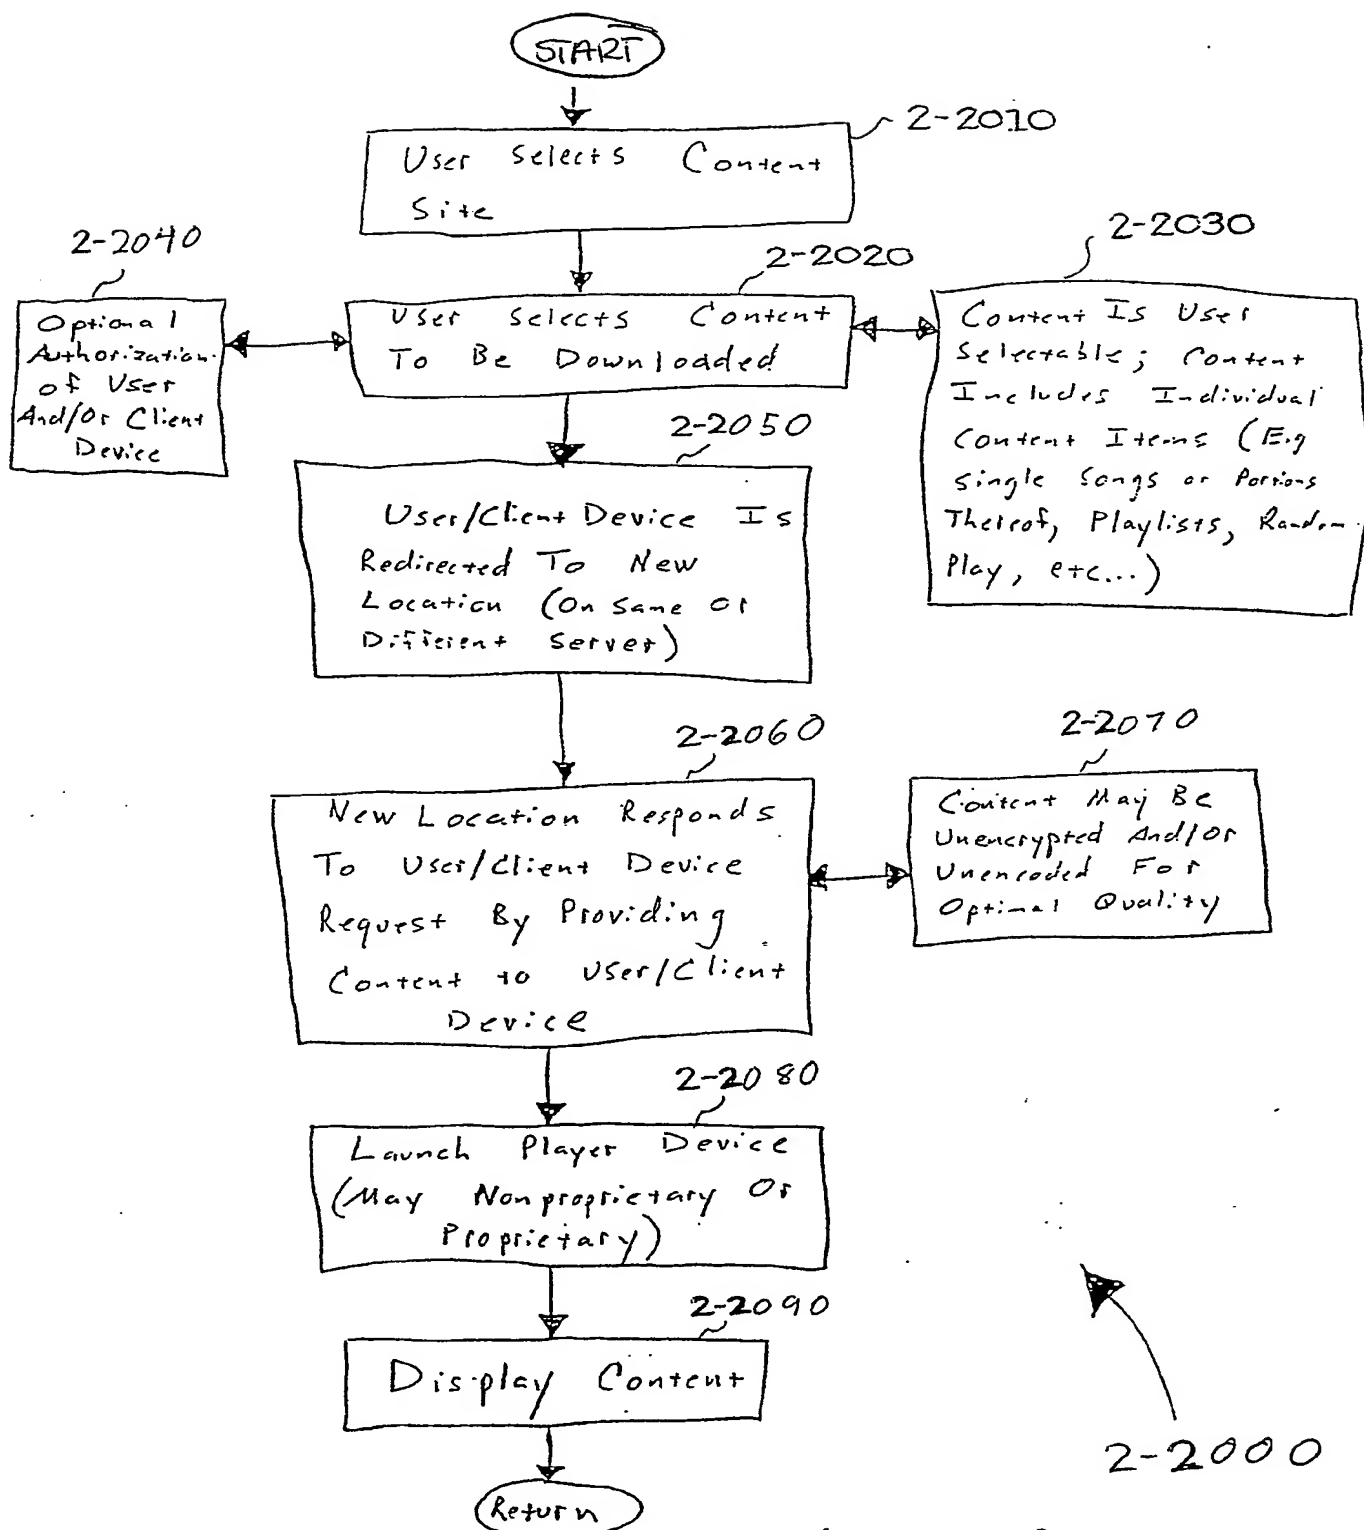 START
2-2010
User Selects Content
Site
2-2040
2-2020
2-2030
Optional
Authorization
of User
And/Or Client
Device
User Selects Content
To Be Downloaded
Content Is User
Selectable; Content
Includes Individual
Content Items (E.g
Single Songs or Portions
Thereof, Playlists, Random
Play, etc...)
2-2050
User/Client Device Is
Redirected To New
Location (On Same Or
Different Server)
2-2060
2-2070
New Location Responds
To User/Client Device
Request By Providing
Content to User/Client
Device
Content May Be
Unencrypted And/Or
Unencoded For
Optimal Quality
2-2080
Launch Player Device
(May Nonproprietary Or
Proprietary)
2-2090
Display Content
2-2000
Return